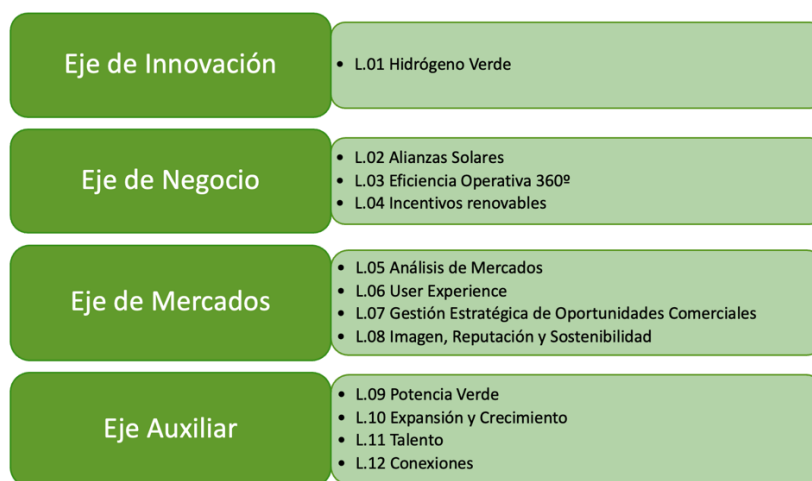 Eje de Innovación
• L.01 Hidrógeno Verde
Eje de Negocio
• L.02 Alianzas Solares
• L.03 Eficiencia Operativa 360º
• L.04 Incentivos renovables
Eje de Mercados
• L.05 Análisis de Mercados
• L.06 User Experience
• L.07 Gestión Estratégica de Oportunidades Comerciales
• L.08 Imagen, Reputación y Sostenibilidad
Eje Auxiliar
• L.09 Potencia Verde
• L.10 Expansión y Crecimiento
• L.11 Talento
• L.12 Conexiones